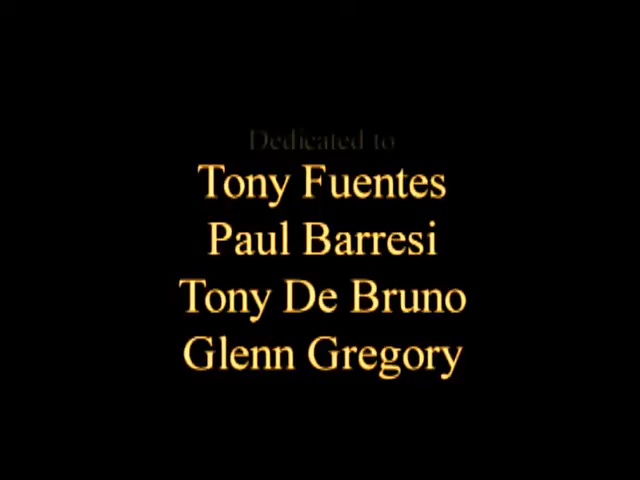 Dedicated to
Tony Fuentes
Paul Barresi
Tony De Bruno
Glenn Gregory